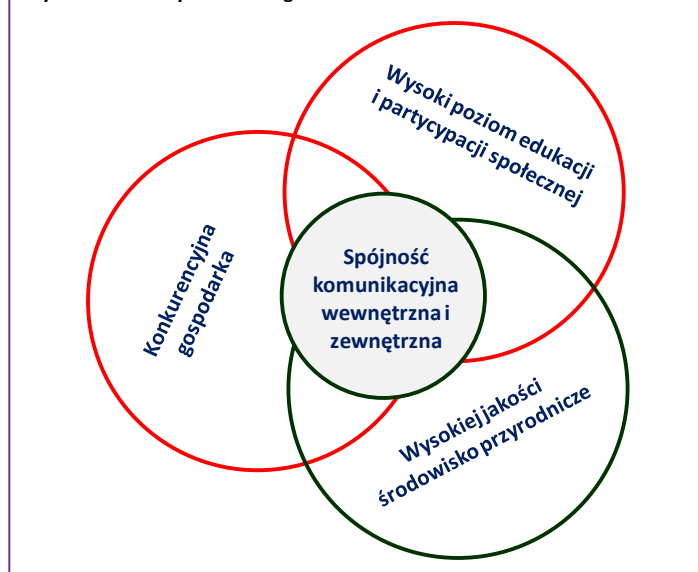 Wysoki poziom edukacji
i partycypacji społecznej
Konkurencyjna
gospodarka
Spójność
komunikacyjna
wewnętrzna i
zewnętrzna
Wysokiej jakości
środowisko przyrodnicze